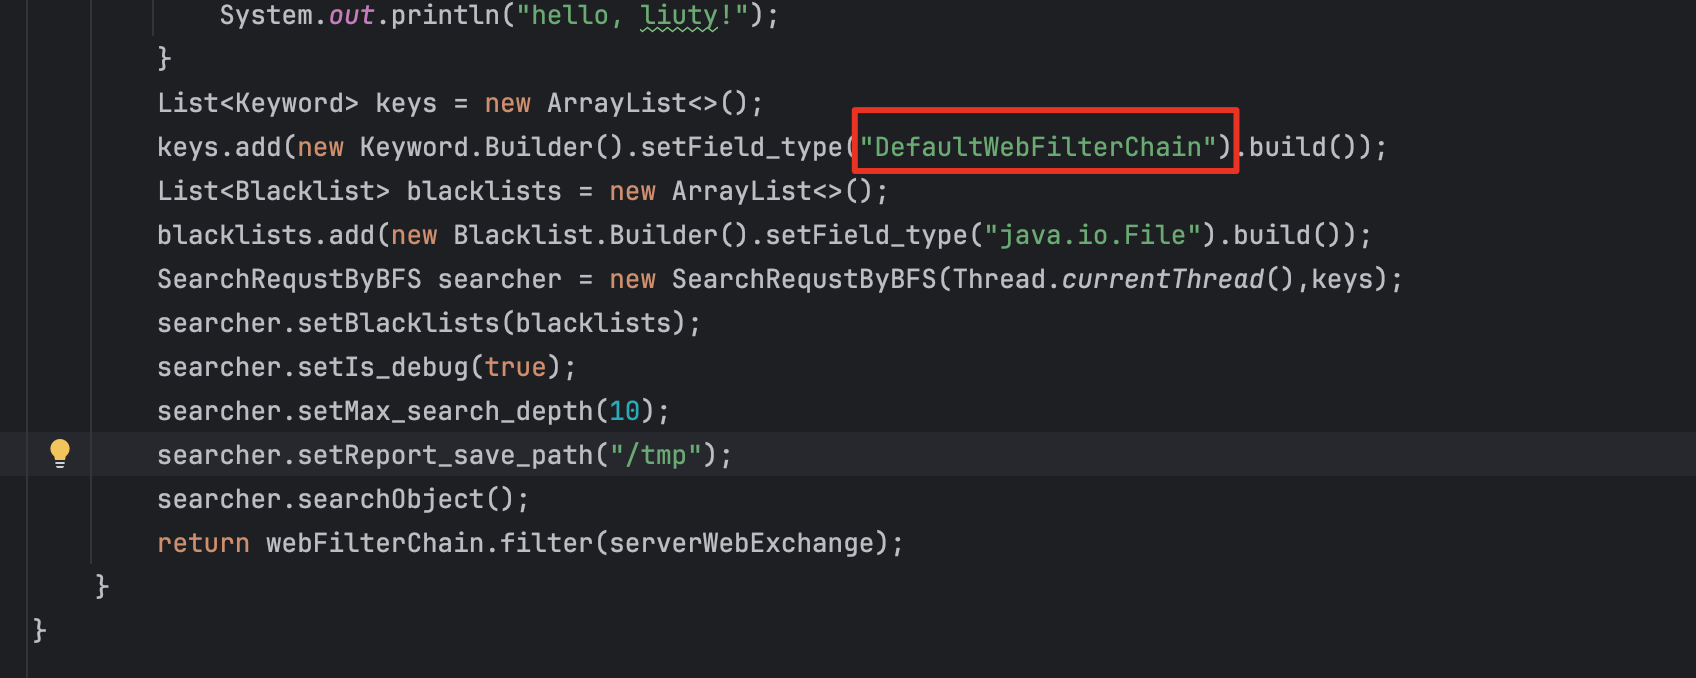 System.out.println("hello, liuty!");
}
List<Keyword> keys = new ArrayList<>();
keys.add(new Keyword.Builder().setField_type("DefaultWebFilterChain").build());
List<Blacklist> blacklists = new ArrayList<>();
blacklists.add(new Blacklist.Builder().setField_type("java.io.File").build());
SearchRequstByBFS searcher = new SearchRequstByBFS(Thread.currentThread(),keys);
searcher.setBlacklists(blacklists);
searcher.setIs_debug(true);
searcher.setMax_search_depth(10);
searcher.setReport_save_path("/tmp");
searcher.searchObject();
return webFilterChain.filter(serverWebExchange);
}
}